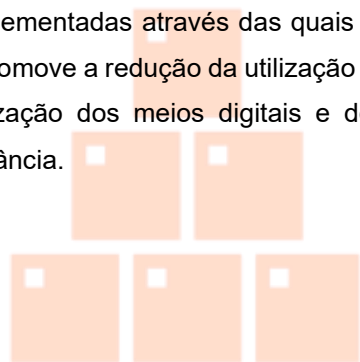 ementadas através das quais
omove a redução da utilização
zação dos meios digitais e d
ância.